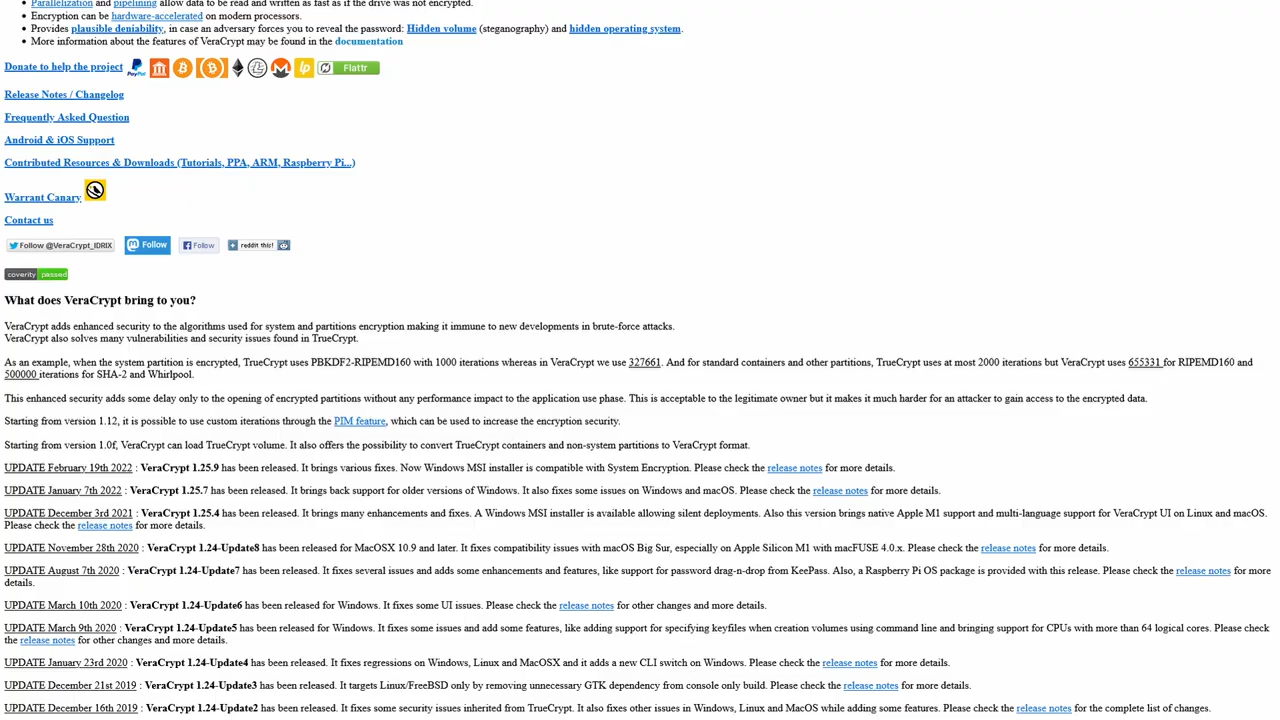 Parallelization and pipelining allow data to be read and written as fast as if the drive was not encrypted.
Encryption can be hardware-accelerated on modern processors.
Provides plausible deniability, in case an adversary forces you to reveal the password: Hidden volume (steganography) and hidden operating system.
More information about the features of VeraCrypt may be found in the documentation
Donate to help the project PayPal lp Flattr
Release Notes / Changelog
Frequently Asked Question
Android & iOS Support
Contributed Resources & Downloads (Tutorials, PPA, ARM, Raspberry Pi...)
Warrant Canary
Contact us
Follow @VeraCrypt_IDRIX Follow Follow reddit this!
coverity passed
What does VeraCrypt bring to you?
VeraCrypt adds enhanced security to the algorithms used for system and partitions encryption making it immune to new developments in brute-force attacks.
VeraCrypt also solves many vulnerabilities and security issues found in TrueCrypt.
As an example, when the system partition is encrypted, TrueCrypt uses PBKDF2-RIPEMD160 with 1000 iterations whereas in VeraCrypt we use 327661. And for standard containers and other partitions, TrueCrypt uses at most 2000 iterations but VeraCrypt uses 655331 for RIPEMD160 and
500000 iterations for SHA-2 and Whirlpool.
This enhanced security adds some delay only to the opening of encrypted partitions without any performance impact to the application use phase. This is acceptable to the legitimate owner but it makes it much harder for an attacker to gain access to the encrypted data.
Starting from version 1.12, it is possible to use custom iterations through the PIM feature, which can be used to increase the encryption security.
Starting from version 1.0f, VeraCrypt can load TrueCrypt volume. It also offers the possibility to convert TrueCrypt containers and non-system partitions to VeraCrypt format.
UPDATE February 19th 2022 : VeraCrypt 1.25.9 has been released. It brings various fixes. Now Windows MSI installer is compatible with System Encryption. Please check the release notes for more details.
UPDATE January 7th 2022 : VeraCrypt 1.25.7 has been released. It brings back support for older versions of Windows. It also fixes some issues on Windows and macOS. Please check the release notes for more details.
UPDATE December 3rd 2021 : VeraCrypt 1.25.4 has been released. It brings many enhancements and fixes. A Windows MSI installer is available allowing silent deployments. Also this version brings native Apple M1 support and multi-language support for VeraCrypt UI on Linux and macOS.
Please check the release notes for more details.
UPDATE November 28th 2020 : VeraCrypt 1.24-Update8 has been released for MacOSX 10.9 and later. It fixes compatibility issues with macOS Big Sur, especially on Apple Silicon M1 with macFUSE 4.0.x. Please check the release notes for more details.
UPDATE August 7th 2020 : VeraCrypt 1.24-Update7 has been released. It fixes several issues and adds some enhancements and features, like support for password drag-n-drop from KeePass. Also, a Raspberry Pi OS package is provided with this release. Please check the release notes for more
details.
UPDATE March 10th 2020 : VeraCrypt 1.24-Update6 has been released for Windows. It fixes some UI issues. Please check the release notes for other changes and more details.
UPDATE March 9th 2020 : VeraCrypt 1.24-Update5 has been released for Windows. It fixes some issues and add some features, like adding support for specifying keyfiles when creation volumes using command line and bringing support for CPUs with more than 64 logical cores. Please check
the release notes for other changes and more details.
UPDATE January 23rd 2020 : VeraCrypt 1.24-Update4 has been released. It fixes regressions on Windows, Linux and MacOSX and it adds a new CLI switch on Windows. Please check the release notes for more details.
UPDATE December 21st 2019 : VeraCrypt 1.24-Update3 has been released. It targets Linux/FreeBSD only by removing unnecessary GTK dependency from console only build. Please check the release notes for more details.
UPDATE December 16th 2019 : VeraCrypt 1.24-Update2 has been released. It fixes some security issues inherited from TrueCrypt. It also fixes other issues in Windows, Linux and MacOS while adding some features. Please check the release notes for the complete list of changes.